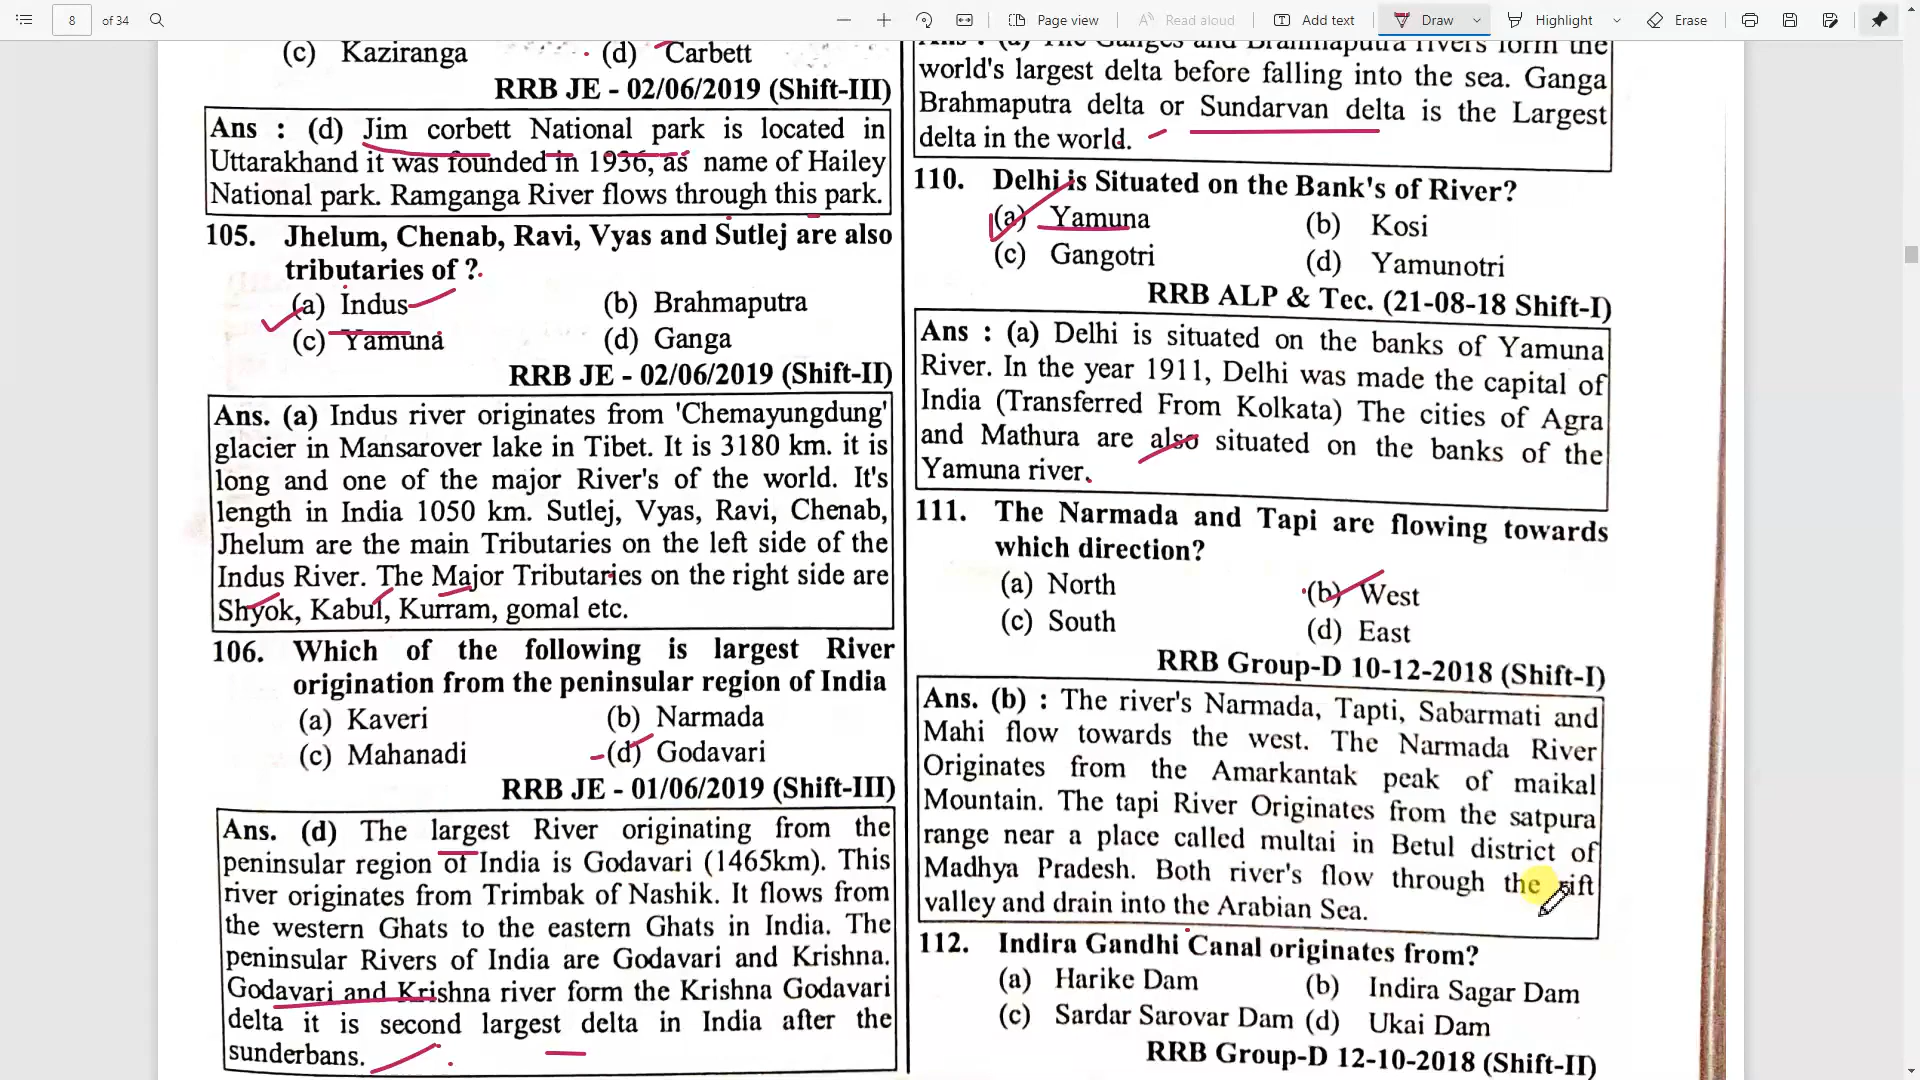 8 of 34
Page view
Read aloud
Add text
Draw
Highlight
Erase
(c) Kaziranga (d) Carbett
RRB JE - 02/06/2019 (Shift-III)
Ans : (d) Jim corbett National park is located in
Uttarakhand it was founded in 1936, as name of Hailey
National park. Ramganga River flows through this park.
105. Jhelum, Chenab, Ravi, Vyas and Sutlej are also
tributaries of ?
(a) Indus (b) Brahmaputra
(c) Yamuna (d) Ganga
RRB JE - 02/06/2019 (Shift-II)
Ans. (a) Indus river originates from 'Chemayungdung'
glacier in Mansarover lake in Tibet. It is 3180 km. it is
long and one of the major River's of the world. It's
length in India 1050 km. Sutlej, Vyas, Ravi, Chenab,
Jhelum are the main Tributaries on the left side of the
Indus River. The Major Tributaries on the right side are
Shyok, Kabul, Kurram, gomal etc.
106. Which of the following is largest River
origination from the peninsular region of India
(a) Kaveri (b) Narmada
(c) Mahanadi (d) Godavari
RRB JE - 01/06/2019 (Shift-III)
Ans. (d) The largest River originating from the
peninsular region of India is Godavari (1465km). This
river originates from Trimbak of Nashik. It flows from
the western Ghats to the eastern Ghats in India. The
peninsular Rivers of India are Godavari and Krishna.
Godavari and Krishna river form the Krishna Godavari
delta it is second largest delta in India after the
sunderbans.
Ans : (a) The Ganges and Brahmaputra rivers form the
world's largest delta before falling into the sea. Ganga
Brahmaputra delta or Sundarvan delta is the Largest
delta in the world.
110. Delhi is Situated on the Bank's of River?
(a) Yamuna (b) Kosi
(c) Gangotri (d) Yamunotri
RRB ALP & Tec. (21-08-18 Shift-I)
Ans : (a) Delhi is situated on the banks of Yamuna
River. In the year 1911, Delhi was made the capital of
India (Transferred From Kolkata) The cities of Agra
and Mathura are also situated on the banks of the
Yamuna river.
111. The Narmada and Tapi are flowing towards
which direction?
(a) North (b) West
(c) South (d) East
RRB Group-D 10-12-2018 (Shift-I)
Ans. (b) : The river's Narmada, Tapti, Sabarmati and
Mahi flow towards the west. The Narmada River
Originates from the Amarkantak peak of maikal
Mountain. The tapi River Originates from the satpura
range near a place called multai in Betul district of
Madhya Pradesh. Both river's flow through the rift
valley and drain into the Arabian Sea.
112. Indira Gandhi Canal originates from?
(a) Harike Dam (b) Indira Sagar Dam
(c) Sardar Sarovar Dam (d) Ukai Dam
RRB Group-D 12-10-2018 (Shift-II)